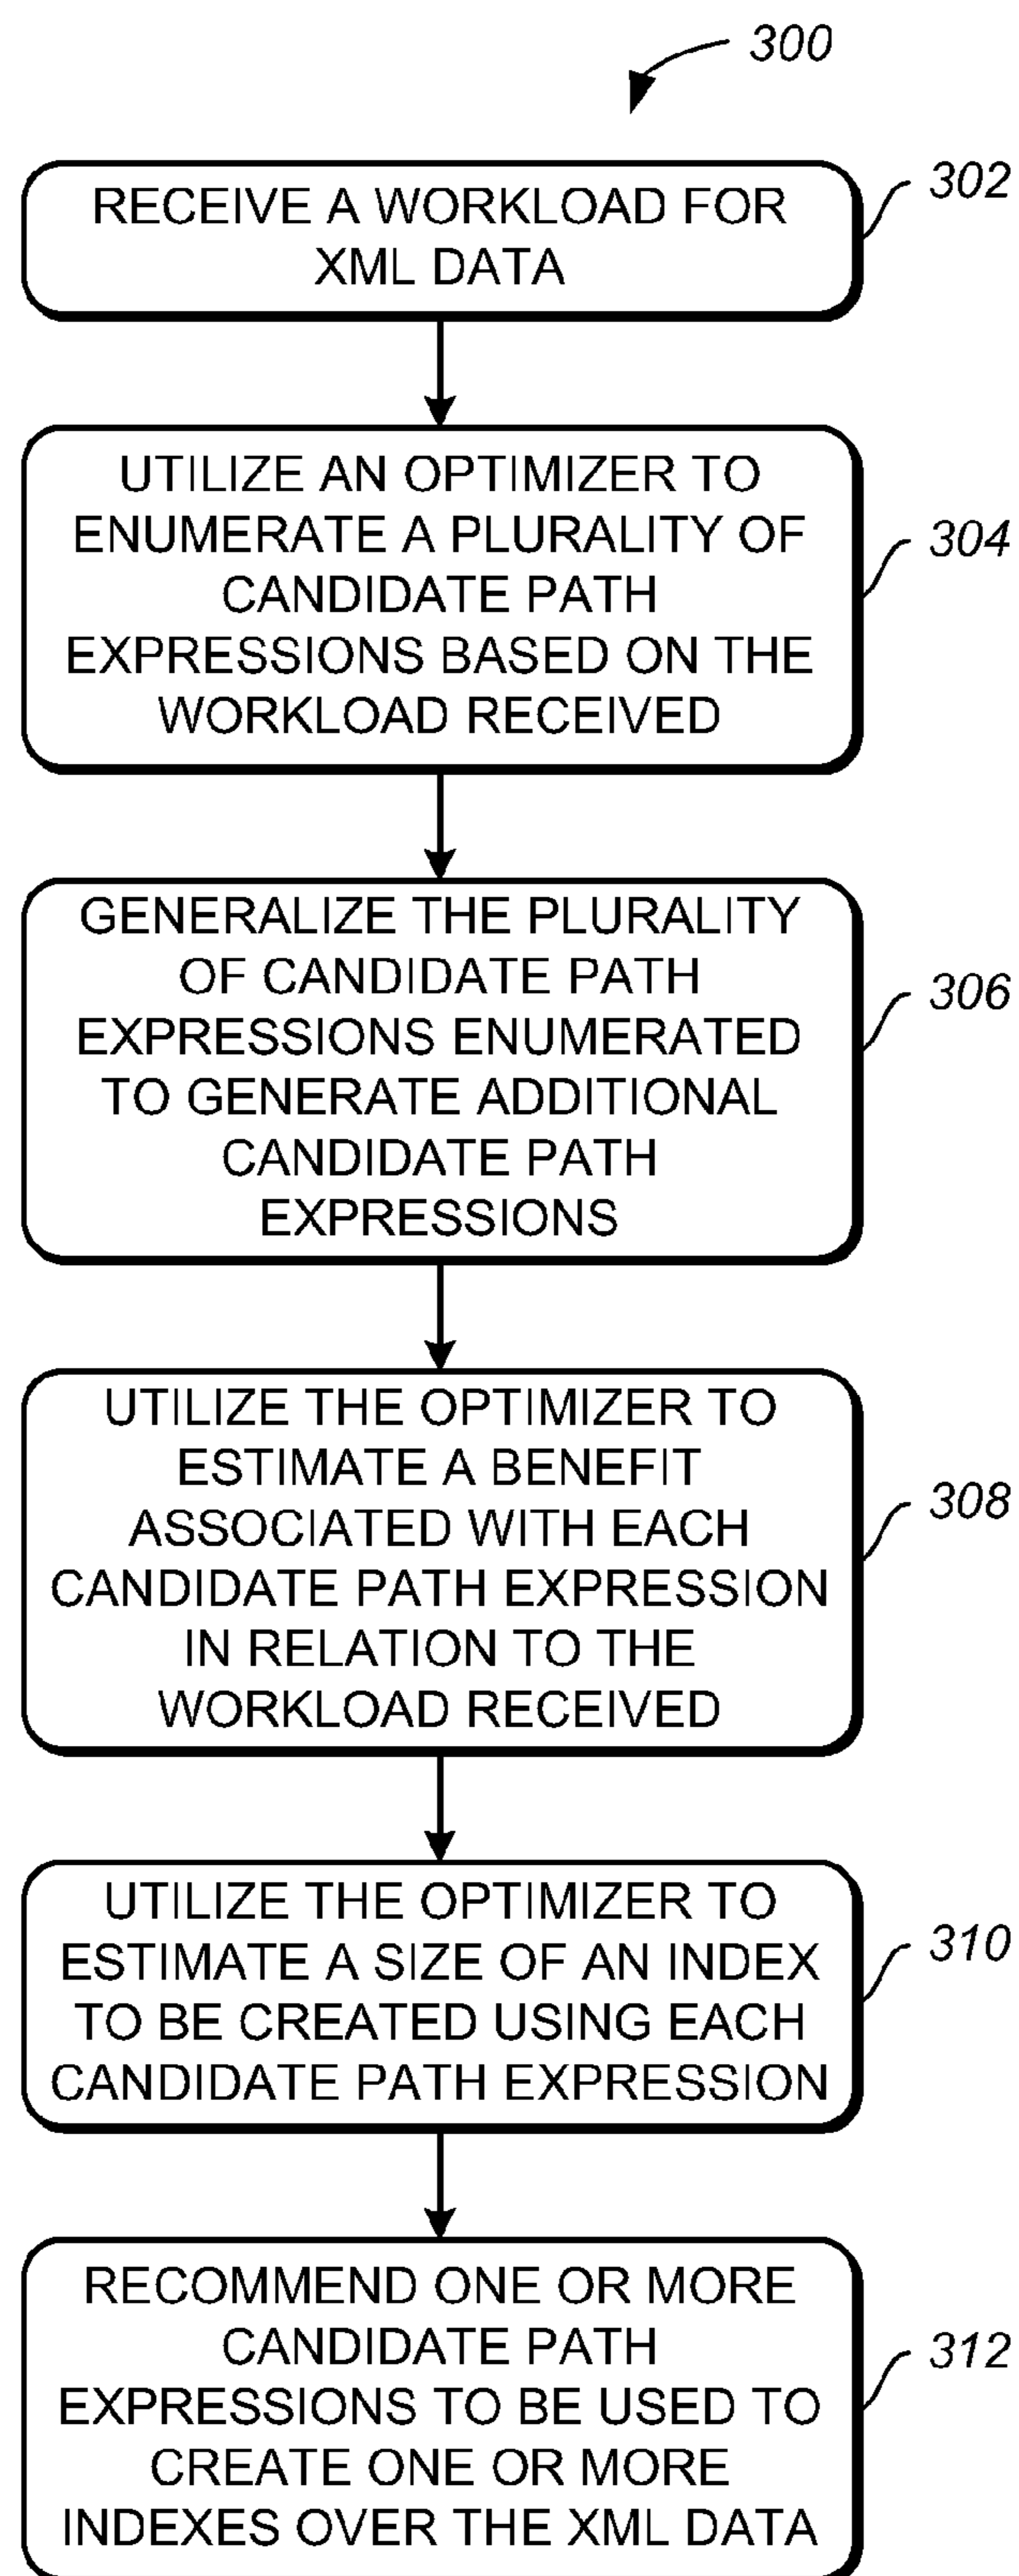 300
RECEIVE A WORKLOAD FOR
XML DATA
302
UTILIZE AN OPTIMIZER TO
ENUMERATE A PLURALITY OF
CANDIDATE PATH
EXPRESSIONS BASED ON THE
WORKLOAD RECEIVED
304
GENERALIZE THE PLURALITY
OF CANDIDATE PATH
EXPRESSIONS ENUMERATED
TO GENERATE ADDITIONAL
CANDIDATE PATH
EXPRESSIONS
306
UTILIZE THE OPTIMIZER TO
ESTIMATE A BENEFIT
ASSOCIATED WITH EACH
CANDIDATE PATH EXPRESSION
IN RELATION TO THE
WORKLOAD RECEIVED
308
UTILIZE THE OPTIMIZER TO
ESTIMATE A SIZE OF AN INDEX
TO BE CREATED USING EACH
CANDIDATE PATH EXPRESSION
310
RECOMMEND ONE OR MORE
CANDIDATE PATH
EXPRESSIONS TO BE USED TO
CREATE ONE OR MORE
INDEXES OVER THE XML DATA
312